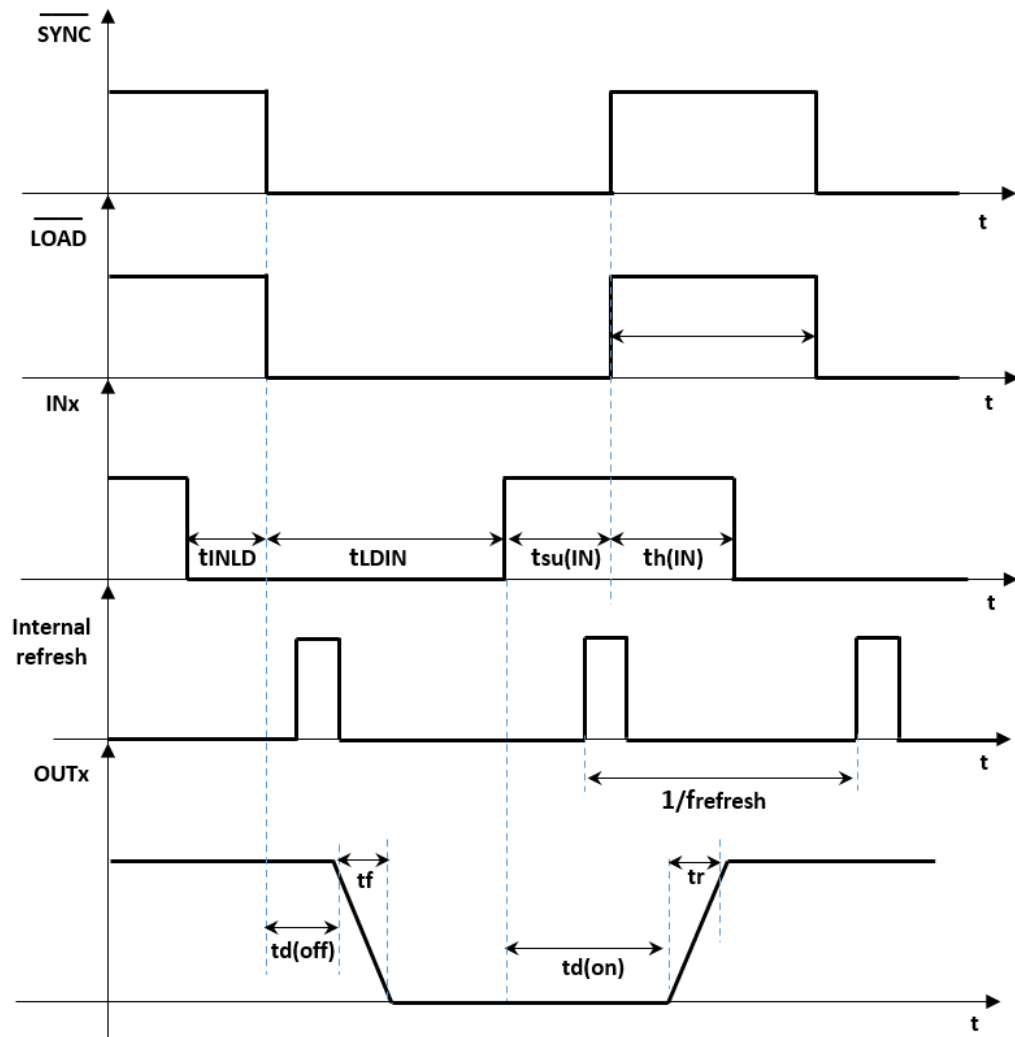 SYNC
t
LOAD
t
INx
tINLD
tLDIN
tsu(IN)
th(IN)
t
Internal
refresh
t
OUTx
1/frefresh
tf
tr
td(off)
td(on)
t